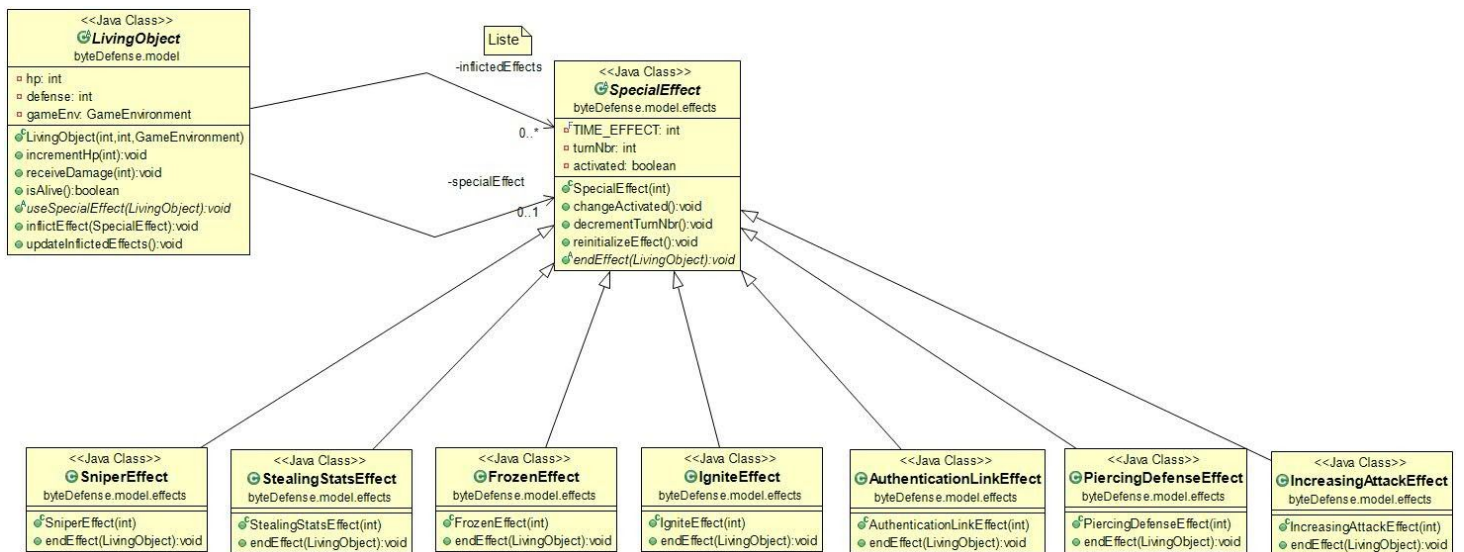 <<Java Class>>
LivingObject
byteDefense.model
hp: int
defense: int
gameEnv: GameEnvironment
LivingObject(int,int,GameEnvironment)
incrementHp(int):void
receiveDamage(int):void
isAlive():boolean
useSpecialEffect(LivingObject):void
inflictEffect(SpecialEffect):void
updateInflictedEffects():void
Liste
-inflictedEffects
0..*
-specialEffect
0..1
<<Java Class>>
SpecialEffect
byteDefense.model.effects
TIME_EFFECT: int
turnNbr: int
activated: boolean
SpecialEffect(int)
changeActivated():void
decrementTurnNbr():void
reinitializeEffect():void
endEffect(LivingObject):void
<<Java Class>>
SniperEffect
byteDefense.model.effects
SniperEffect(int)
endEffect(LivingObject):void
<<Java Class>>
StealingStatsEffect
byteDefense.model.effects
StealingStatsEffect(int)
endEffect(LivingObject):void
<<Java Class>>
FrozenEffect
byteDefense.model.effects
FrozenEffect(int)
endEffect(LivingObject):void
<<Java Class>>
IgniteEffect
byteDefense.model.effects
IgniteEffect(int)
endEffect(LivingObject):void
<<Java Class>>
AuthenticationLinkEffect
byteDefense.model.effects
AuthenticationLinkEffect(int)
endEffect(LivingObject):void
<<Java Class>>
PiercingDefenseEffect
byteDefense.model.effects
PiercingDefenseEffect(int)
endEffect(LivingObject):void
<<Java Class>>
IncreasingAttackEffect
byteDefense.model.effects
IncreasingAttackEffect(int)
endEffect(LivingObject):void